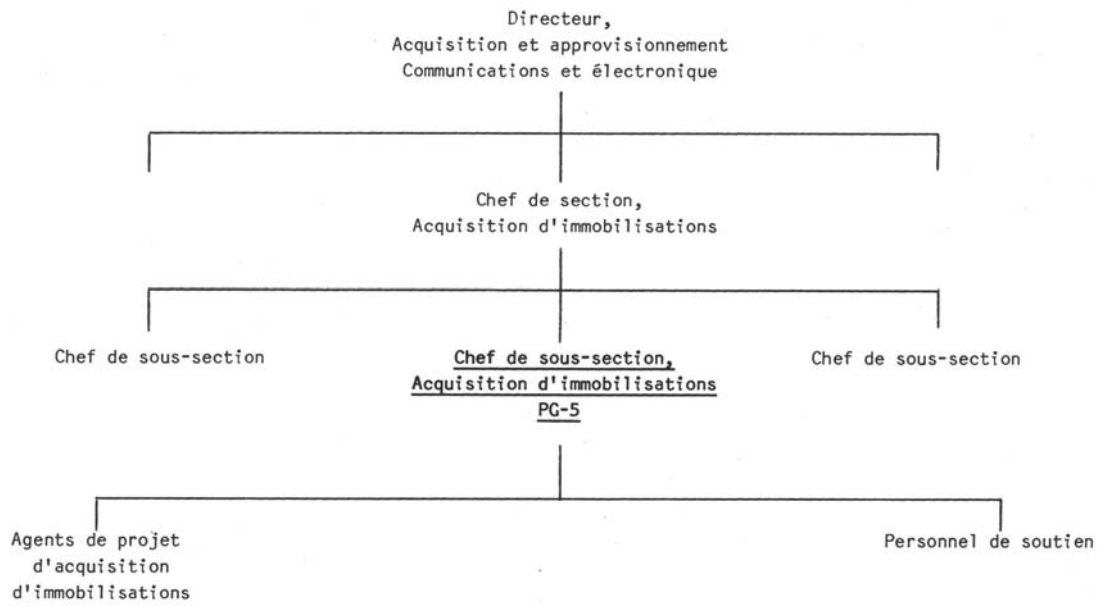 Directeur,
Acquisition et approvisionnement
Communications et électronique
Chef de section,
Acquisition d'immobilisations
Chef de sous-section
Chef de sous-section,
Acquisition d'immobilisations
PG-5
Chef de sous-section
Agents de projet
d'acquisition
d'immobilisations
Personnel de soutien